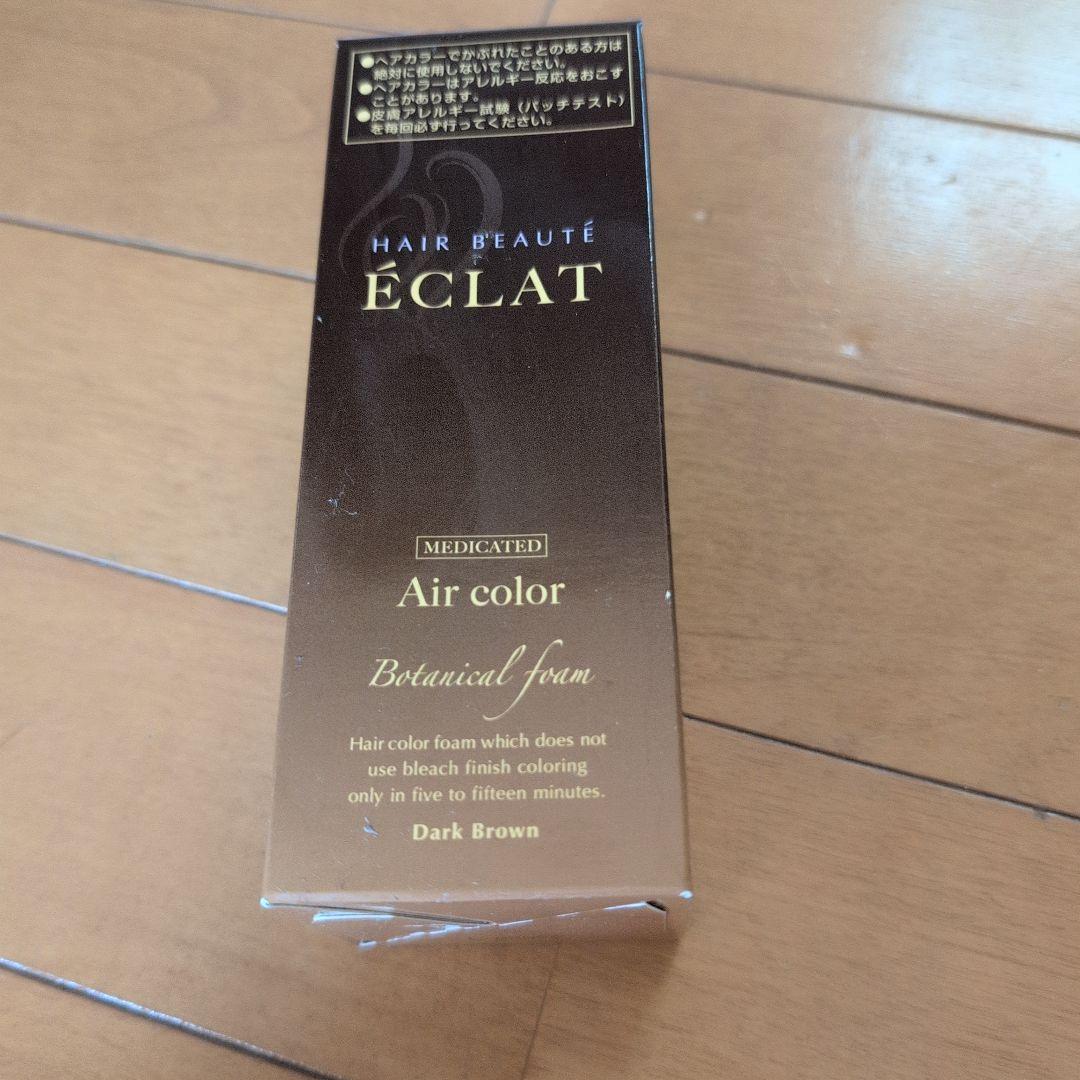 ●ヘアカラーでかぶれたことのある方は
絶対に使用しないでください。
●ヘアカラーはアレルギー反応をおこす
ことがあります。
●皮膚アレルギー試験（パッチテスト）
を毎回必ず行ってください。
HAIR BEAUTÉ
ÉCLAT
MEDICATED
Air color
Botanical foam
Hair color foam which does not
use bleach finish coloring
only in five to fifteen minutes.
Dark Brown